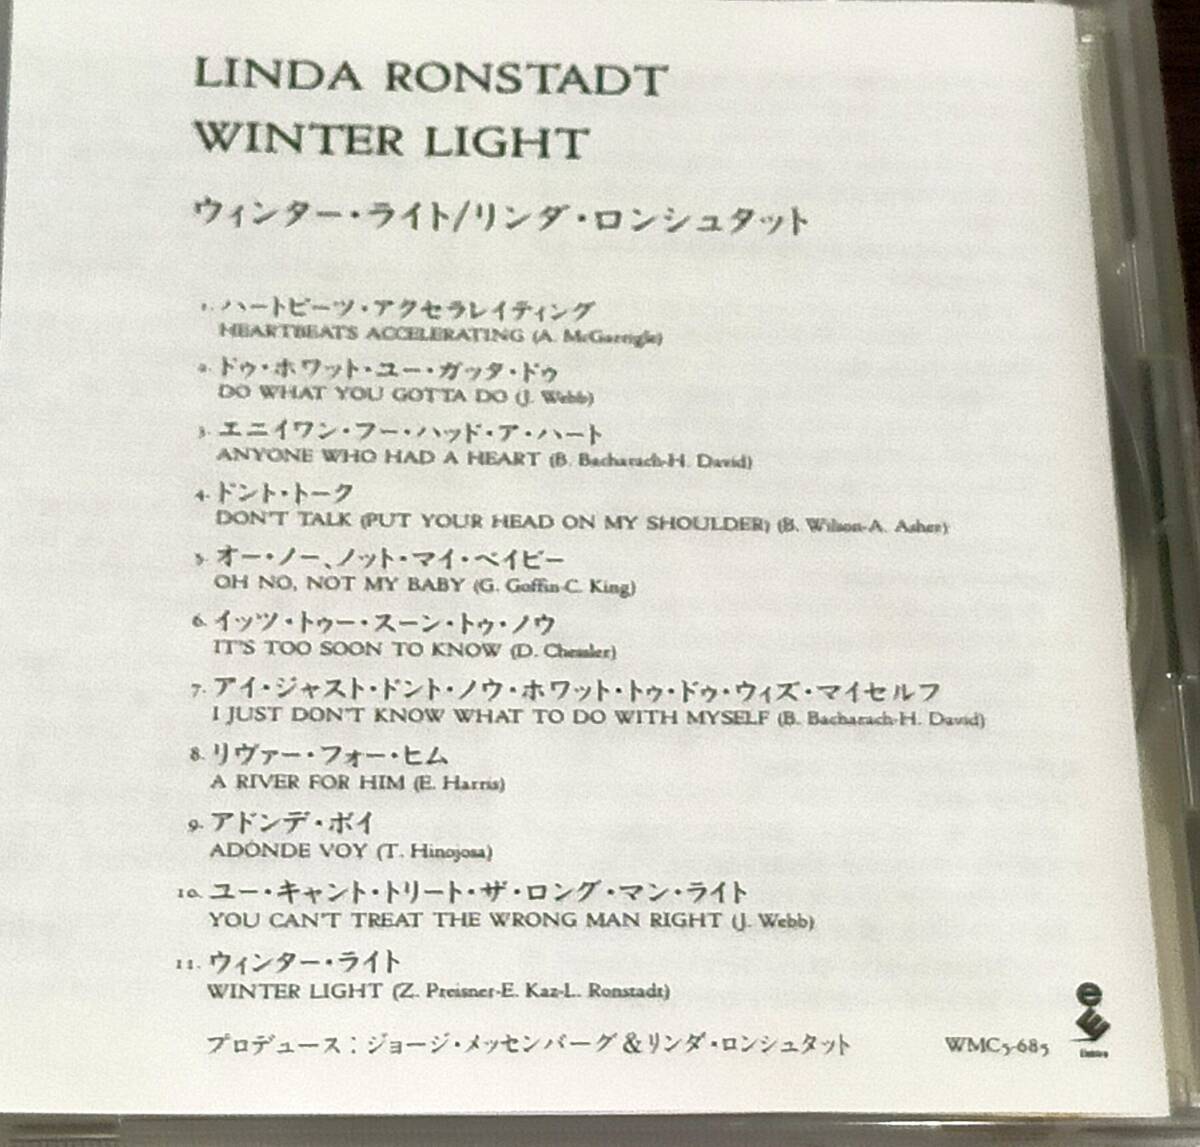 LINDA RONSTADT
WINTER LIGHT
ウィンター・ライト/リンダ・ロンシュタット
1. ハートビーツ・アクセラレイティング
HEARTBEATS ACCELERATING (A. McGarrigle)
2. ドゥ・ホワット・ユー・ガッタ・ドゥ
DO WHAT YOU GOTTA DO (J. Webb)
3. エニイワン・フー・ハッド・ア・ハート
ANYONE WHO HAD A HEART (B. Bacharach-H. David)
4. ドント・トーク
DON'T TALK (PUT YOUR HEAD ON MY SHOULDER) (B. Wilson-A. Asher)
5. オー・ノー、ノット・マイ・ベイビー
OH NO, NOT MY BABY (G. Goffin-C. King)
6. イッツ・トゥー・スーン・トゥ・ノウ
IT'S TOO SOON TO KNOW (D. Chessler)
7. アイ・ジャスト・ドント・ノウ・ホワット・トゥ・ドゥ・ウィズ・マイセルフ
I JUST DON'T KNOW WHAT TO DO WITH MYSELF (B. Bacharach-H. David)
8. リヴァー・フォー・ヒム
A RIVER FOR HIM (E. Harris)
9. アドンデ・ボイ
ADONDE VOY (T. Hinojosa)
10. ユー・キャント・トリート・ザ・ロング・マン・ライト
YOU CAN'T TREAT THE WRONG MAN RIGHT (J. Webb)
11. ウィンター・ライト
WINTER LIGHT (Z. Preisner-E. Kaz-L. Ronstadt)
プロデュース：ジョージ・メッセンバーグ&リンダ・ロンシュタット
WMC5-685
Elektra